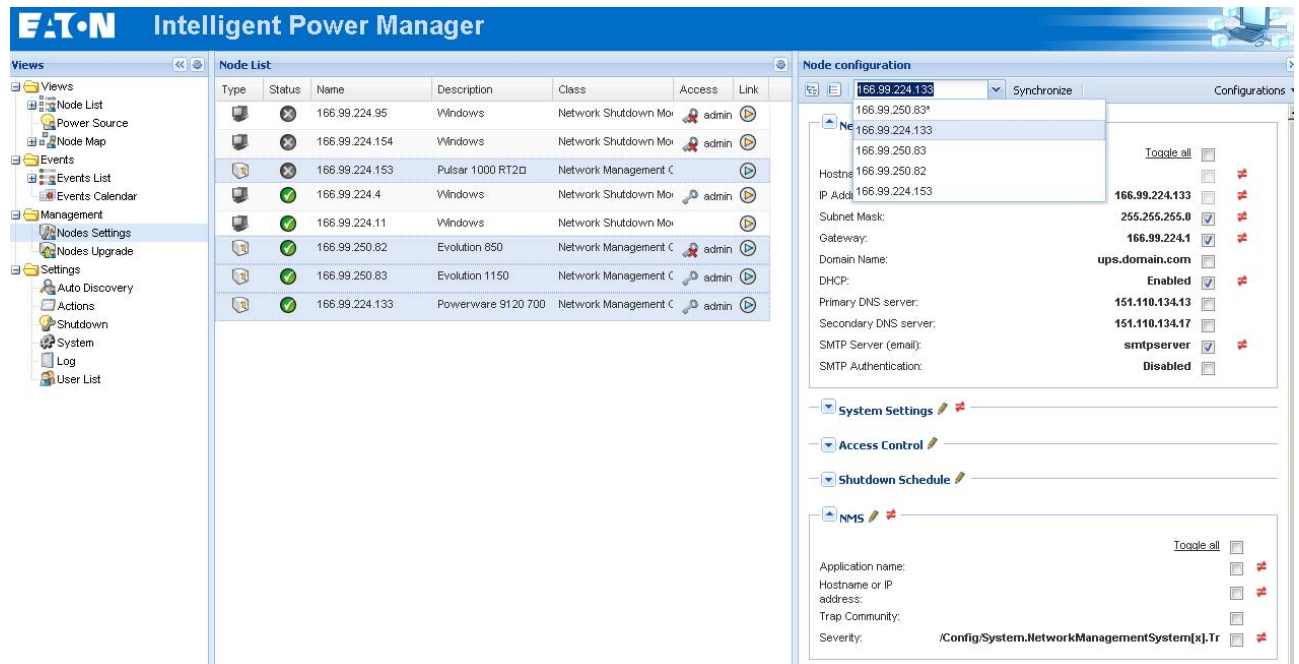 EATON Intelligent Power Manager
Views
Views
Node List
Power Source
Node Map
Events
Events List
Events Calendar
Management
Nodes Settings
Nodes Upgrade
Settings
Auto Discovery
Actions
Shutdown
System
Log
User List
Node List
Type Status Name Description Class Access Link
166.99.224.95 Windows Network Shutdown Mo admin
166.99.224.154 Windows Network Shutdown Mo admin
166.99.224.153 Pulsar 1000 RT2 Network Management C
166.99.224.4 Windows Network Shutdown Mo admin
166.99.224.11 Windows Network Shutdown Mo
166.99.250.82 Evolution 850 Network Management C admin
166.99.250.83 Evolution 1150 Network Management C admin
166.99.224.133 Powerware 9120 700 Network Management C admin
Node configuration
166.99.224.133 Synchronize Configurations
166.99.250.83*
166.99.224.133
166.99.250.83
166.99.250.82
166.99.224.153
Ne
Toggle all
Hostna
IP Addr 166.99.224.133
Subnet Mask: 255.255.255.0
Gateway: 166.99.224.1
Domain Name: ups.domain.com
DHCP: Enabled
Primary DNS server: 151.110.134.13
Secondary DNS server: 151.110.134.17
SMTP Server (email): smtpserver
SMTP Authentication: Disabled
System Settings
Access Control
Shutdown Schedule
NMS
Toggle all
Application name:
Hostname or IP
address:
Trap Community:
Severity: /Config/System.NetworkManagementSystem[x].Tr